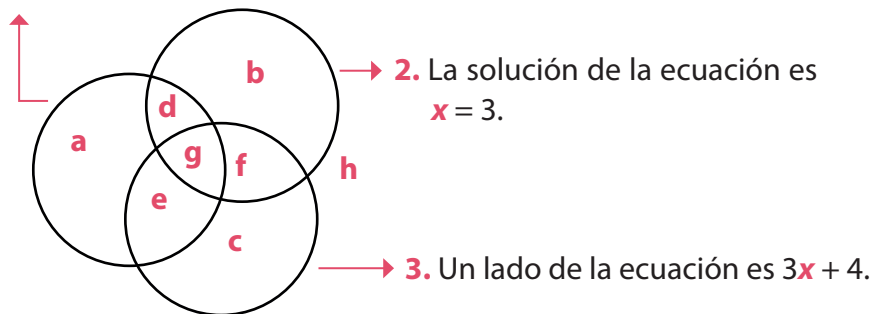 b
2. La solución de la ecuación es
x = 3.
d
a
g
f
h
e
c
3. Un lado de la ecuación es 3x + 4.